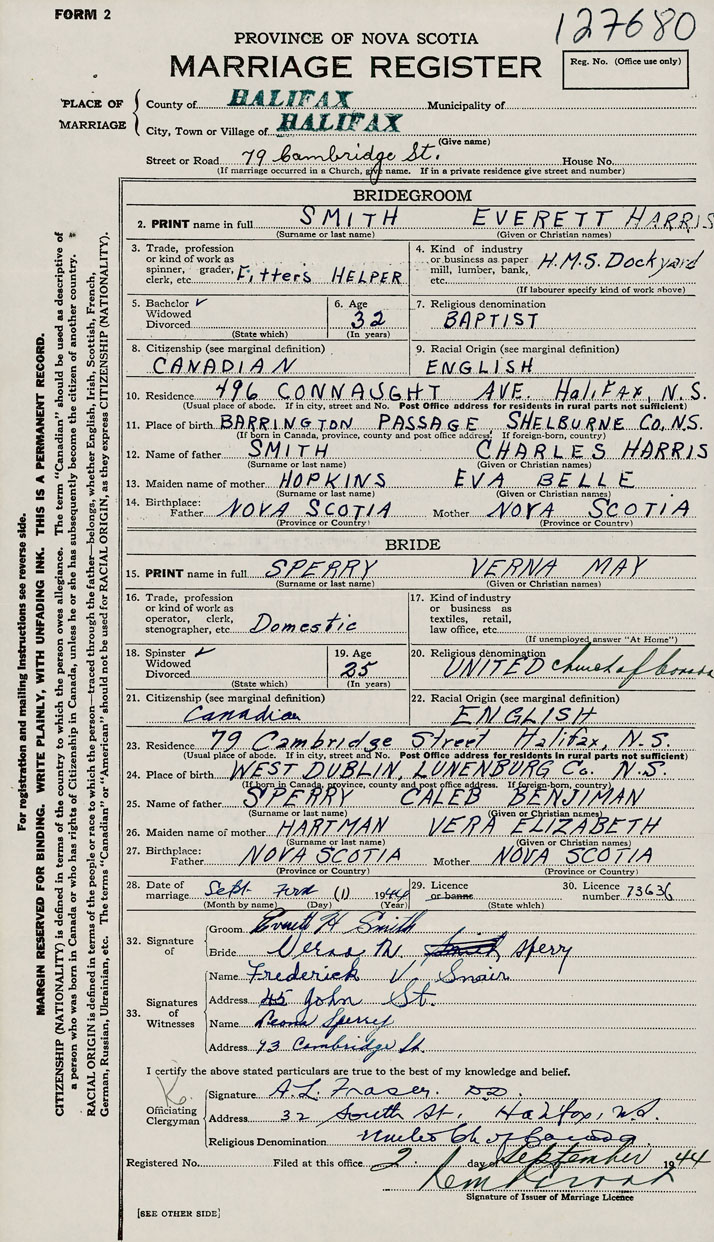 FORM 2
127680
PROVINCE OF NOVA SCOTIA
MARRIAGE REGISTER
Reg. No. (Office use only)
PLACE OF MARRIAGE
County of HALIFAX Municipality of
City, Town or Village of HALIFAX
(Give name)
Street or Road 79 Cambridge St. House No.
(If marriage occurred in a Church, give name. If in a private residence give street and number)
BRIDEGROOM
2. PRINT name in full SMITH EVERETT HARRIS
(Surname or last name) (Given or Christian names)
3. Trade, profession or kind of work as spinner, grader, clerk, etc. Fitter's HELPER
4. Kind of industry or business as paper mill, lumber, bank, etc. H.M.S. Dockyard
(If labourer specify kind of work above)
5. Bachelor ✓ Widowed Divorced
(State which)
6. Age 32
(In years)
7. Religious denomination BAPTIST
8. Citizenship (see marginal definition) CANADIAN
9. Racial Origin (see marginal definition) ENGLISH
10. Residence 496 CONNAUGHT AVE. Halifax, N.S.
(Usual place of abode. If in city, street and No. Post Office address for residents in rural parts not sufficient)
11. Place of birth BARRINGTON PASSAGE SHELBURNE Co, N.S.
(If born in Canada, province, county and post office address. If foreign-born, country)
12. Name of father SMITH CHARLES HARRIS
(Surname or last name) (Given or Christian names)
13. Maiden name of mother HOPKINS EVA BELLE
(Surname or last name) (Given or Christian names)
14. Birthplace: Father NOVA SCOTIA Mother NOVA SCOTIA
(Province or Country) (Province or Country)
BRIDE
15. PRINT name in full SPERRY VERNA MAY
(Surname or last name) (Given or Christian names)
16. Trade, profession or kind of work as operator, clerk, stenographer, etc. Domestic
17. Kind of industry or business as textiles, retail, law office, etc.
(If unemployed answer "At Home")
18. Spinster ✓ Widowed Divorced
(State which)
19. Age 25
(In years)
20. Religious denomination UNITED Church of Canada
21. Citizenship (see marginal definition) Canadian
22. Racial Origin (see marginal definition) ENGLISH
23. Residence 79 Cambridge Street Halifax, N.S.
(Usual place of abode. If in city, street and No. Post Office address for residents in rural parts not sufficient)
24. Place of birth WEST DUBLIN, LUNENBURG Co. N.S.
(If born in Canada, province, county and post office address. If foreign-born, country)
25. Name of father SPERRY CALEB BENJIMAN
(Surname or last name) (Given or Christian names)
26. Maiden name of mother HARTMAN VERA ELIZABETH
(Surname or last name) (Given or Christian names)
27. Birthplace: Father NOVA SCOTIA Mother NOVA SCOTIA
(Province or Country) (Province or Country)
28. Date of marriage Sept 1944
(Month by name) (Day) (Year)
29. Licence or banns
(State which)
30. Licence number 73636
32. Signature of
Groom Everett H Smith
Bride Verna M. Smith Sperry
33. Signatures of Witnesses
Name Frederick V. Snair
Address 45 John St.
Name Leona Sperry
Address 73 Cambridge St.
I certify the above stated particulars are true to the best of my knowledge and belief.
Officiating Clergyman
Signature A. L. Fraser. D.D.
Address 32 South St. Halifax, N.S.
Religious Denomination United Ch of Canada
Registered No. Filed at this office 2 day of September 1944
Signature of Issuer of Marriage Licence
[SEE OTHER SIDE]
For registration and mailing instructions see reverse side.
MARGIN RESERVED FOR BINDING. WRITE PLAINLY, WITH UNFADING INK. THIS IS A PERMANENT RECORD.
CITIZENSHIP (NATIONALITY) is defined in terms of the country to which the person owes allegiance. The term "Canadian" should be used as descriptive of
a person who was born in Canada or who has rights of Citizenship in Canada, unless he or she has subsequently become the citizen of another country.
RACIAL ORIGIN is defined in terms of the people or race to which the person—traced through the father—belongs, whether English, Irish, Scottish, French,
German, Russian, Ukrainian, etc. The terms "Canadian" or "American" should not be used for RACIAL ORIGIN, as they express CITIZENSHIP (NATIONALITY).